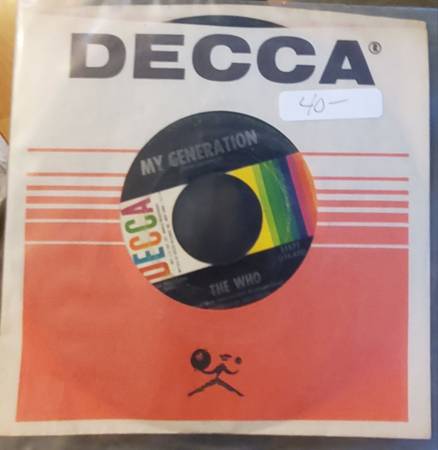 DECCA®
40-
MY GENERATION
DECCA
THE WHO